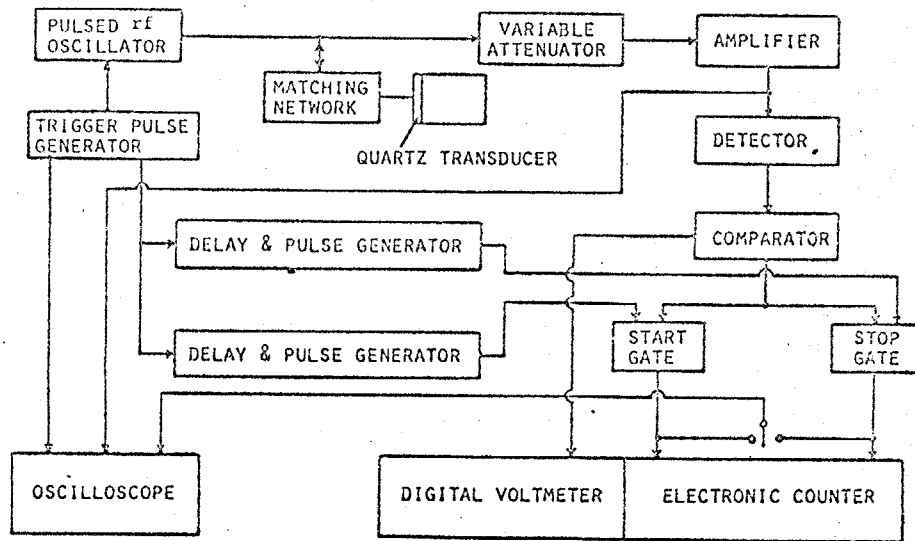 PULSED rf
OSCILLATOR
VARIABLE
ATTENUATOR
AMPLIFIER
MATCHING
NETWORK
TRIGGER PULSE
GENERATOR
QUARTZ TRANSDUCER
DETECTOR
DELAY & PULSE GENERATOR
COMPARATOR
DELAY & PULSE GENERATOR
START
GATE
STOP
GATE
OSCILLOSCOPE
DIGITAL VOLTMETER
ELECTRONIC COUNTER